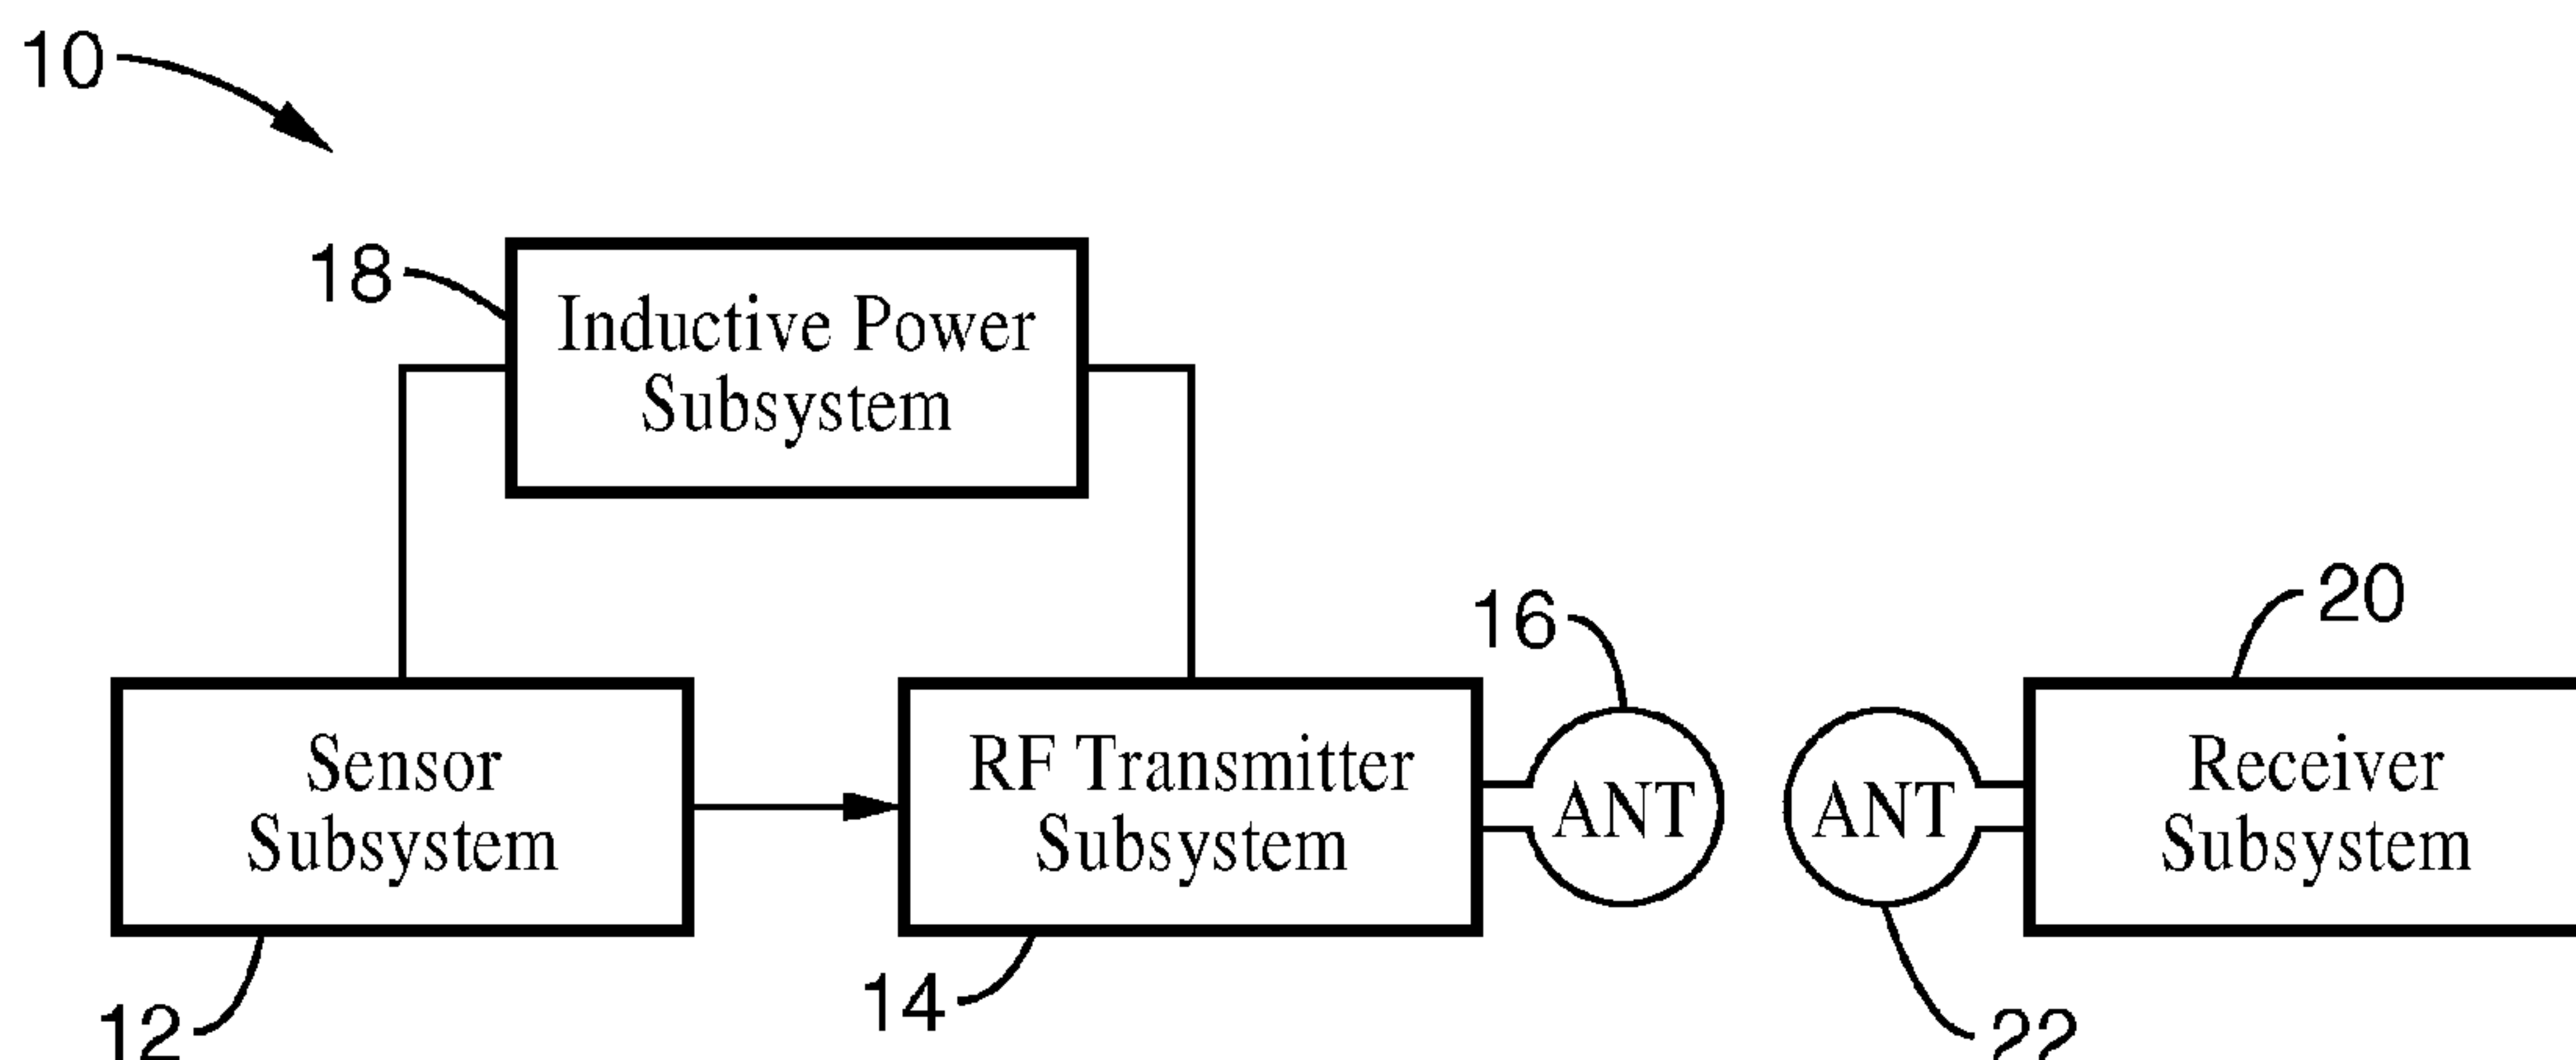 10
18
Inductive Power
Subsystem
16
20
Sensor
Subsystem
RF Transmitter
Subsystem
ANT
ANT
Receiver
Subsystem
12
14
22